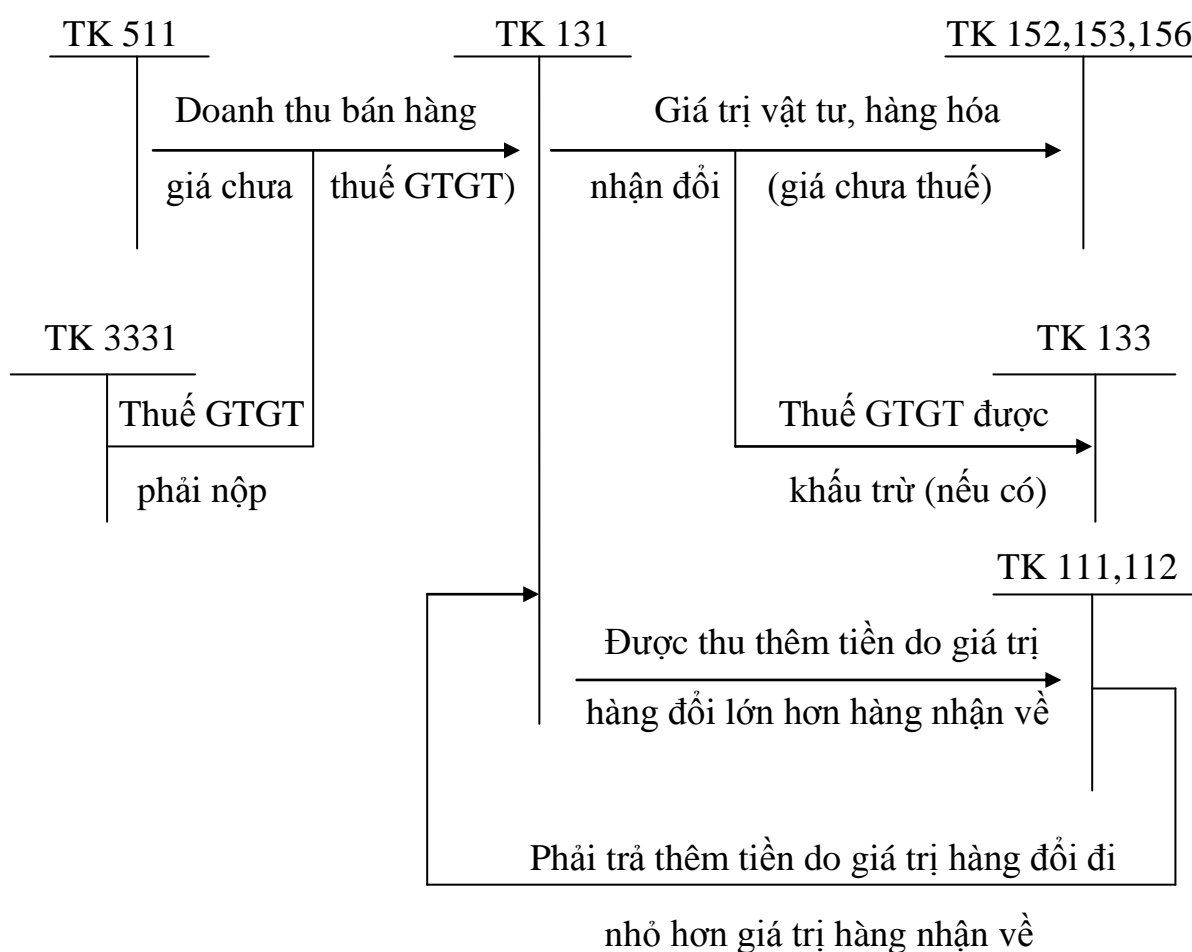 TK 511
TK 131
TK 152,153,156
Doanh thu bán hàng
giá chưa thuế GTGT)
Giá trị vật tư, hàng hóa
nhận đổi (giá chưa thuế)
TK 3331
Thuế GTGT
phải nộp
TK 133
Thuế GTGT được
khấu trừ (nếu có)
TK 111,112
Được thu thêm tiền do giá trị
hàng đổi lớn hơn hàng nhận về
Phải trả thêm tiền do giá trị hàng đổi đi
nhỏ hơn giá trị hàng nhận về